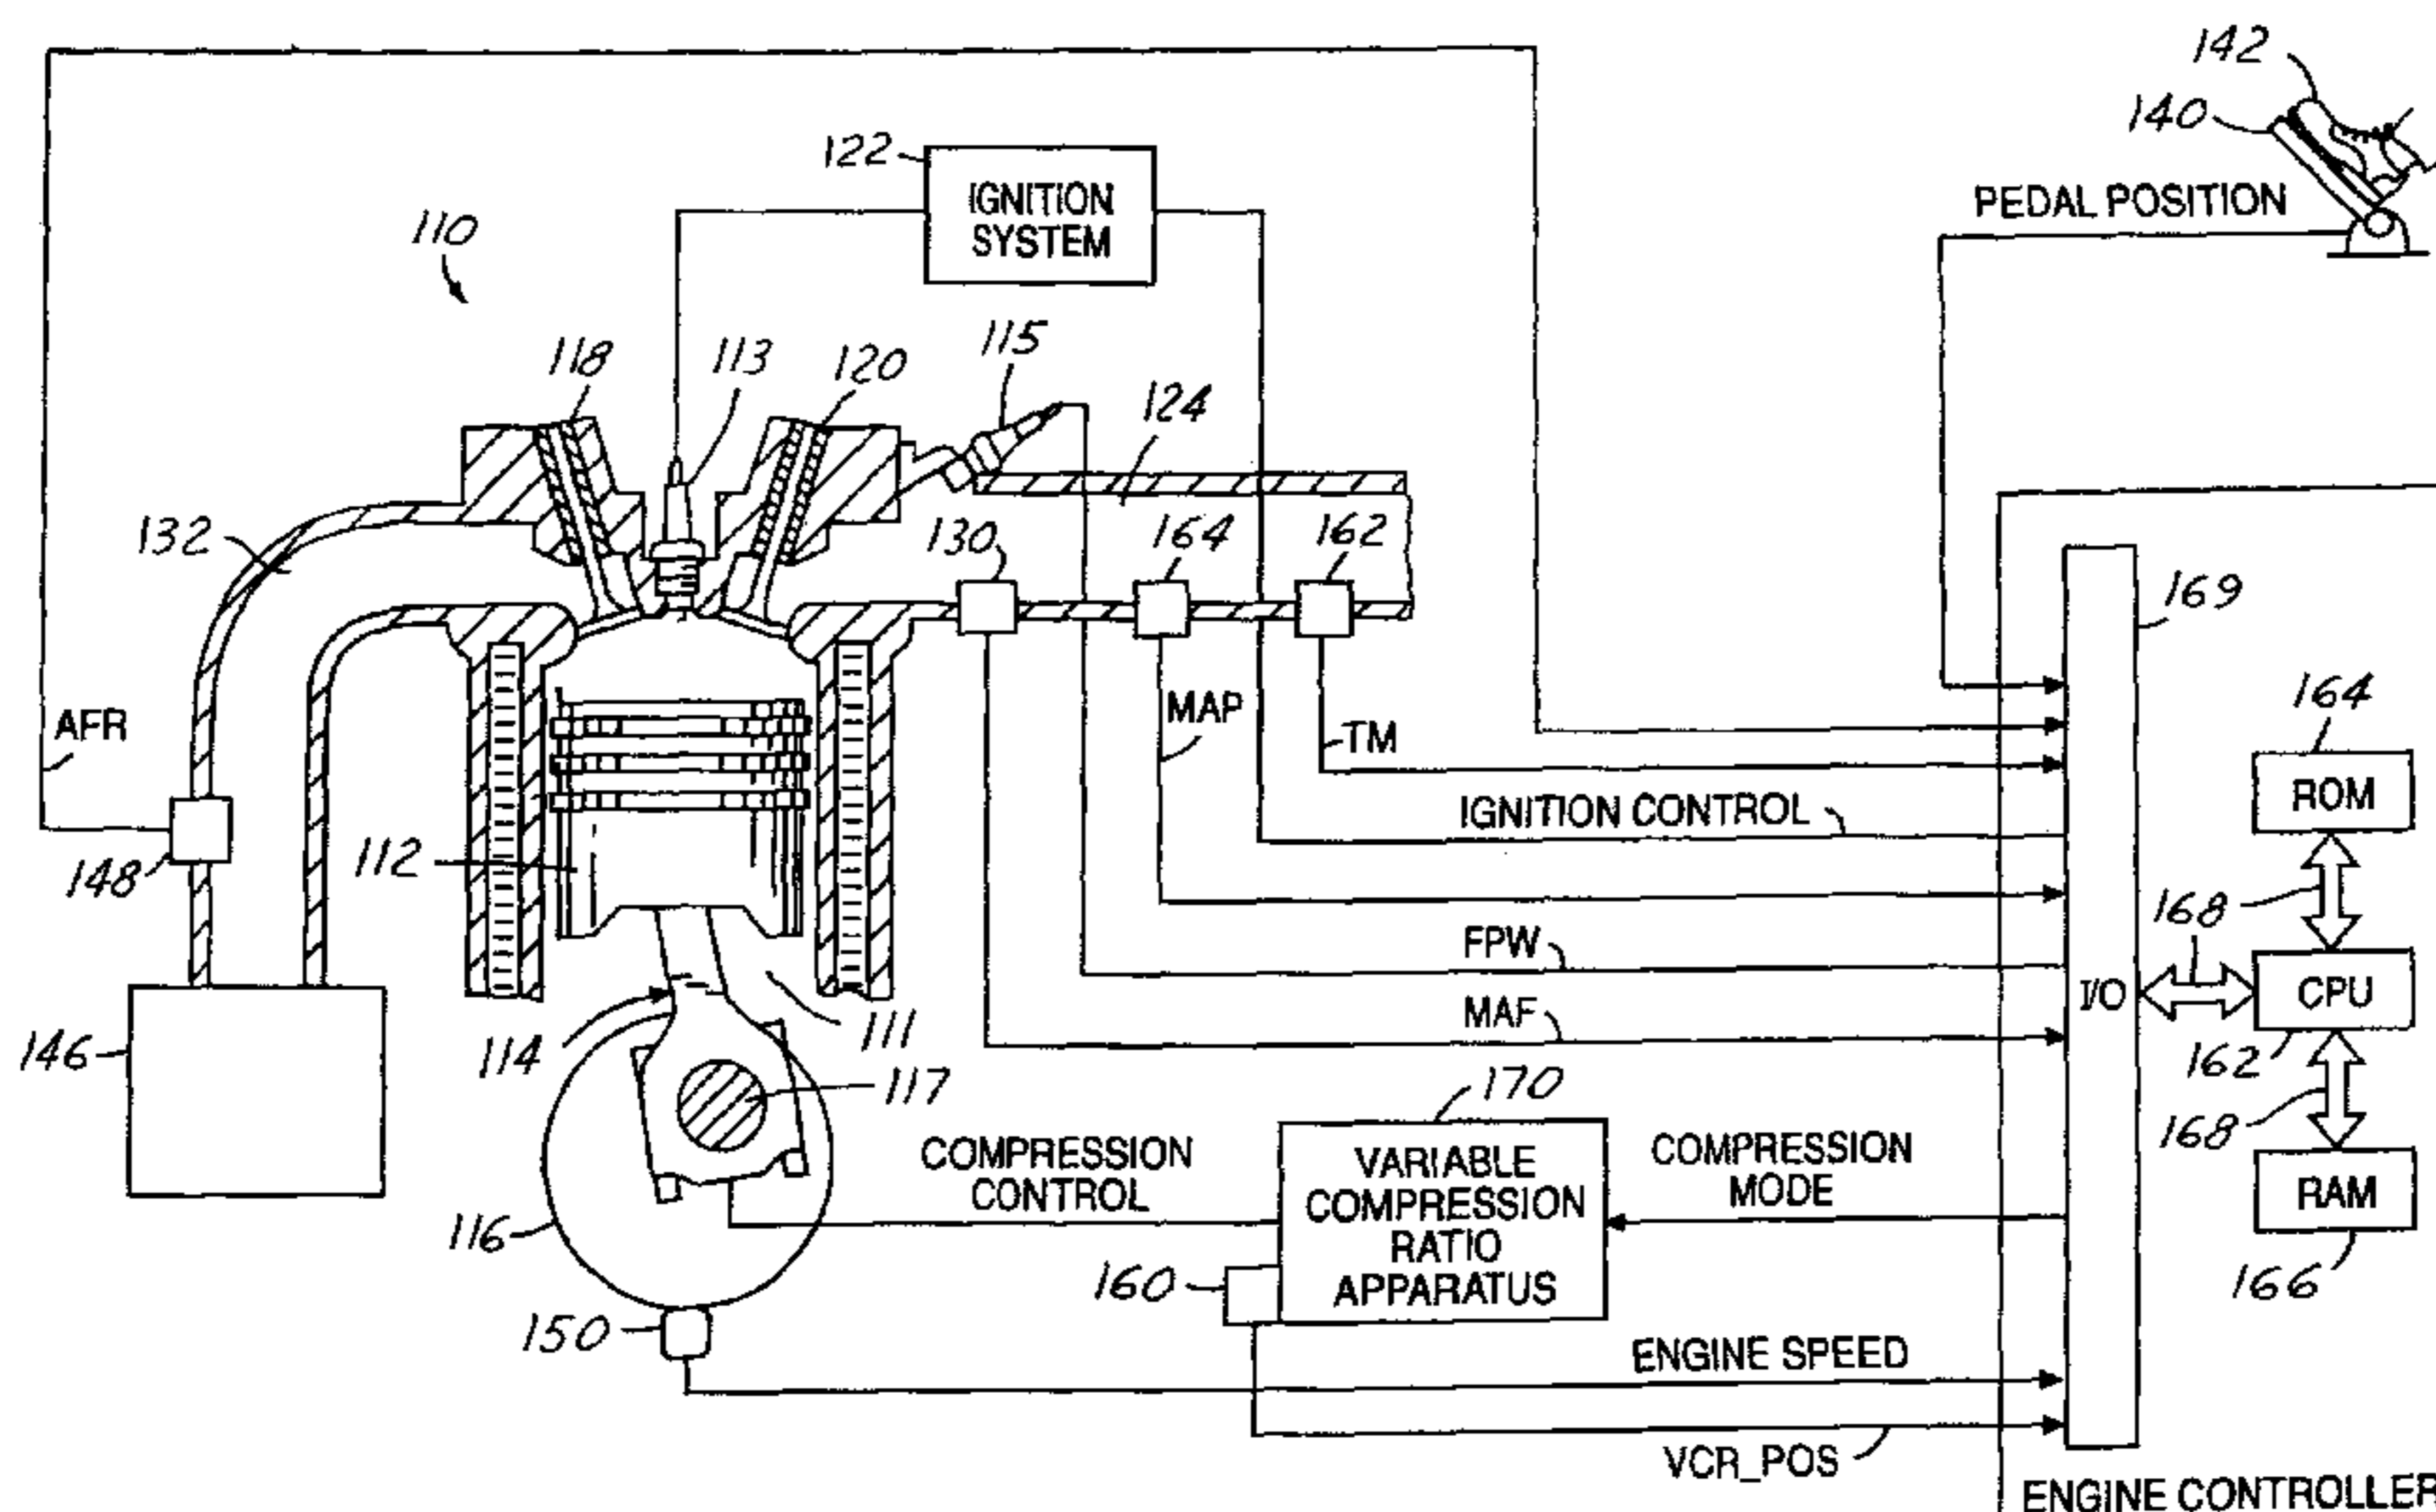 142
140
122
IGNITION
SYSTEM
PEDAL POSITION
110
118
113
120
115
124
132
130
164
162
169
AFR
MAP
TM
164
ROM
IGNITION CONTROL
148
112
168
FPW
I/O
CPU
MAF
146
114
111
162
117
170
168
COMPRESSION
CONTROL
VARIABLE
COMPRESSION
RATIO
APPARATUS
COMPRESSION
MODE
RAM
116
160
166
150
ENGINE SPEED
VCR_POS
ENGINE CONTROLLER